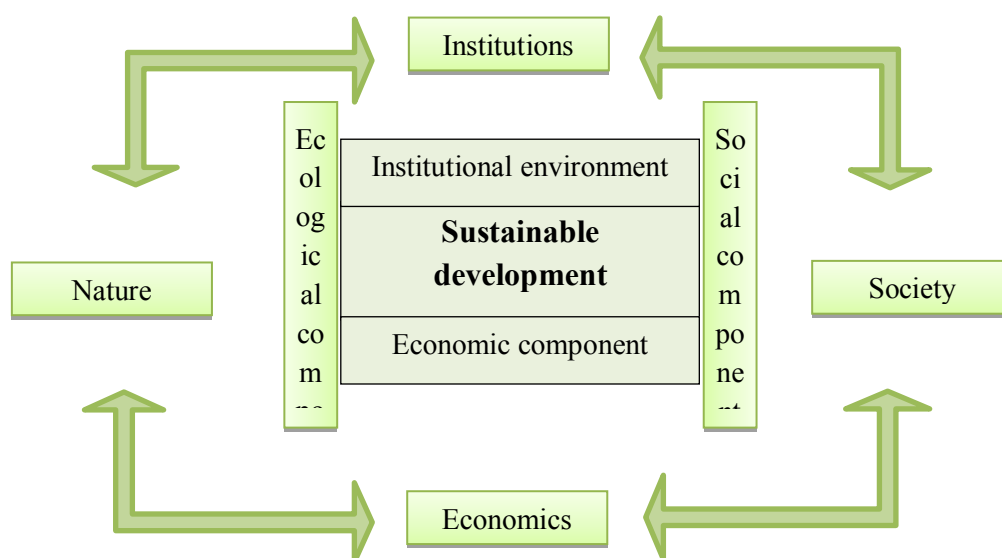 Institutions
Ec
ol
og
ic
al
co
m
Institutional environment
Sustainable
development
Economic component
So
ci
al
co
m
po
ne
nt
Nature
Society
Economics